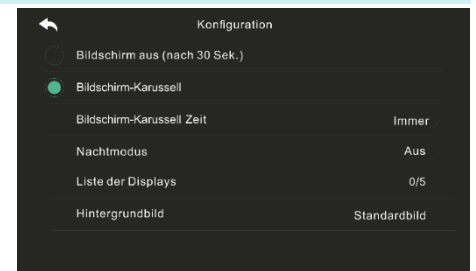 Konfiguration
Bildschirm aus (nach 30 Sek.)
Bildschirm-Karussell
Bildschirm-Karussell Zeit Immer
Nachtmodus Aus
Liste der Displays 0/5
Hintergrundbild Standardbild